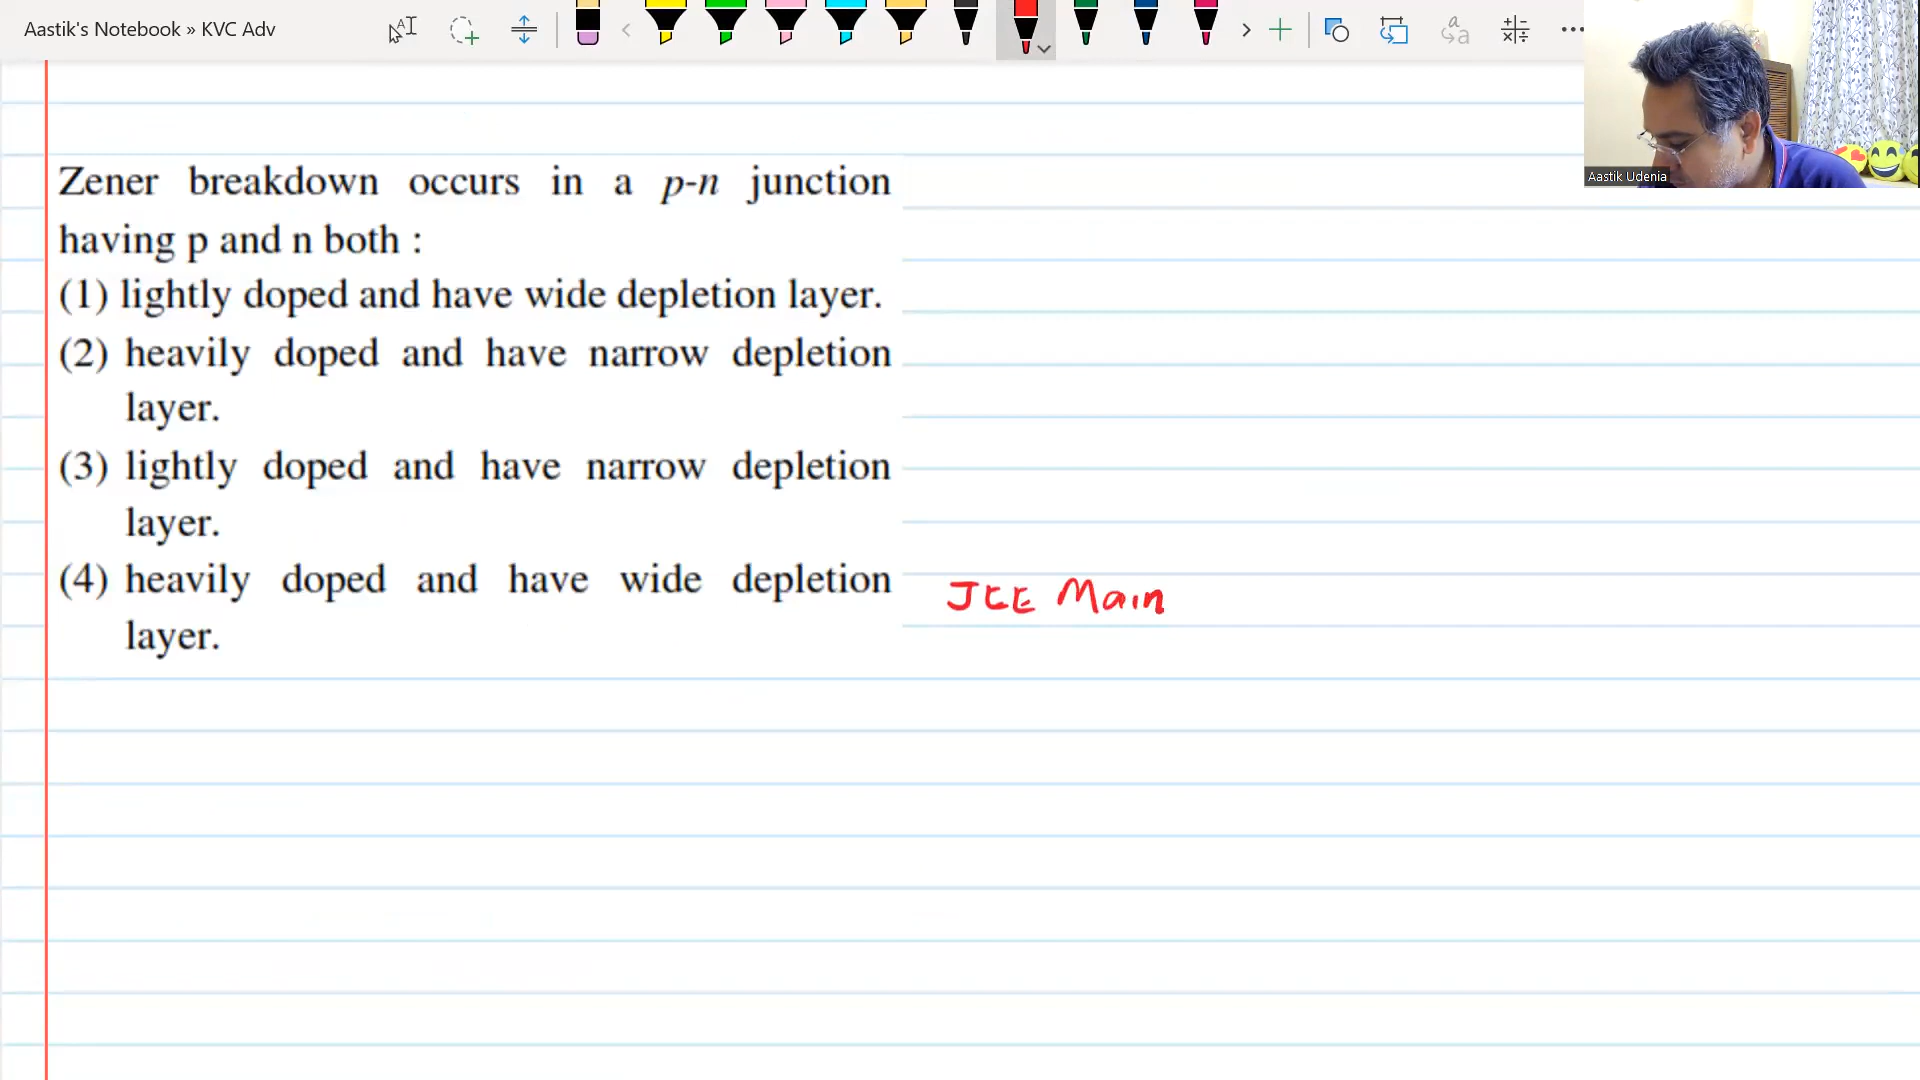 Aastik's Notebook » KVC Adv
Aastik Udenia
Zener breakdown occurs in a p-n junction
having p and n both :
(1) lightly doped and have wide depletion layer.
(2) heavily doped and have narrow depletion
layer.
(3) lightly doped and have narrow depletion
layer.
(4) heavily doped and have wide depletion
layer.
JEE Main